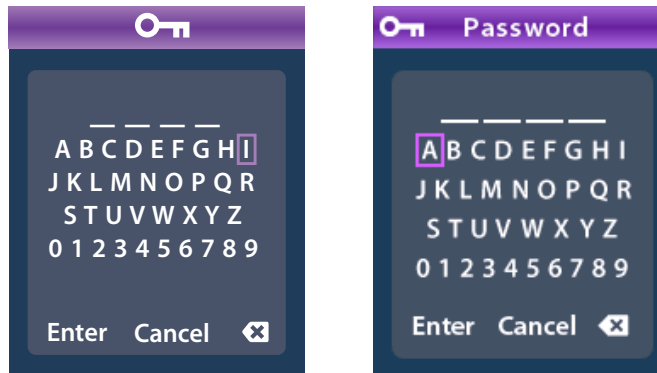 A B C D E F G H I
J K L M N O P Q R
S T U V W X Y Z
0 1 2 3 4 5 6 7 8 9
Enter Cancel
Password
A B C D E F G H I
J K L M N O P Q R
S T U V W X Y Z
0 1 2 3 4 5 6 7 8 9
Enter Cancel